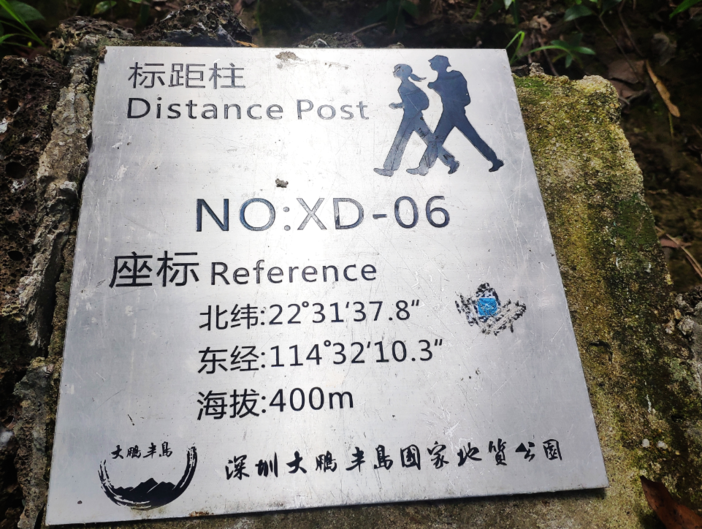 标距柱
Distance Post
NO:XD-06
座标 Reference
北纬:22°31′37.8″
东经:114°32′10.3″
海拔:400m
大鹏半岛
深圳大鹏半岛国家地質公園